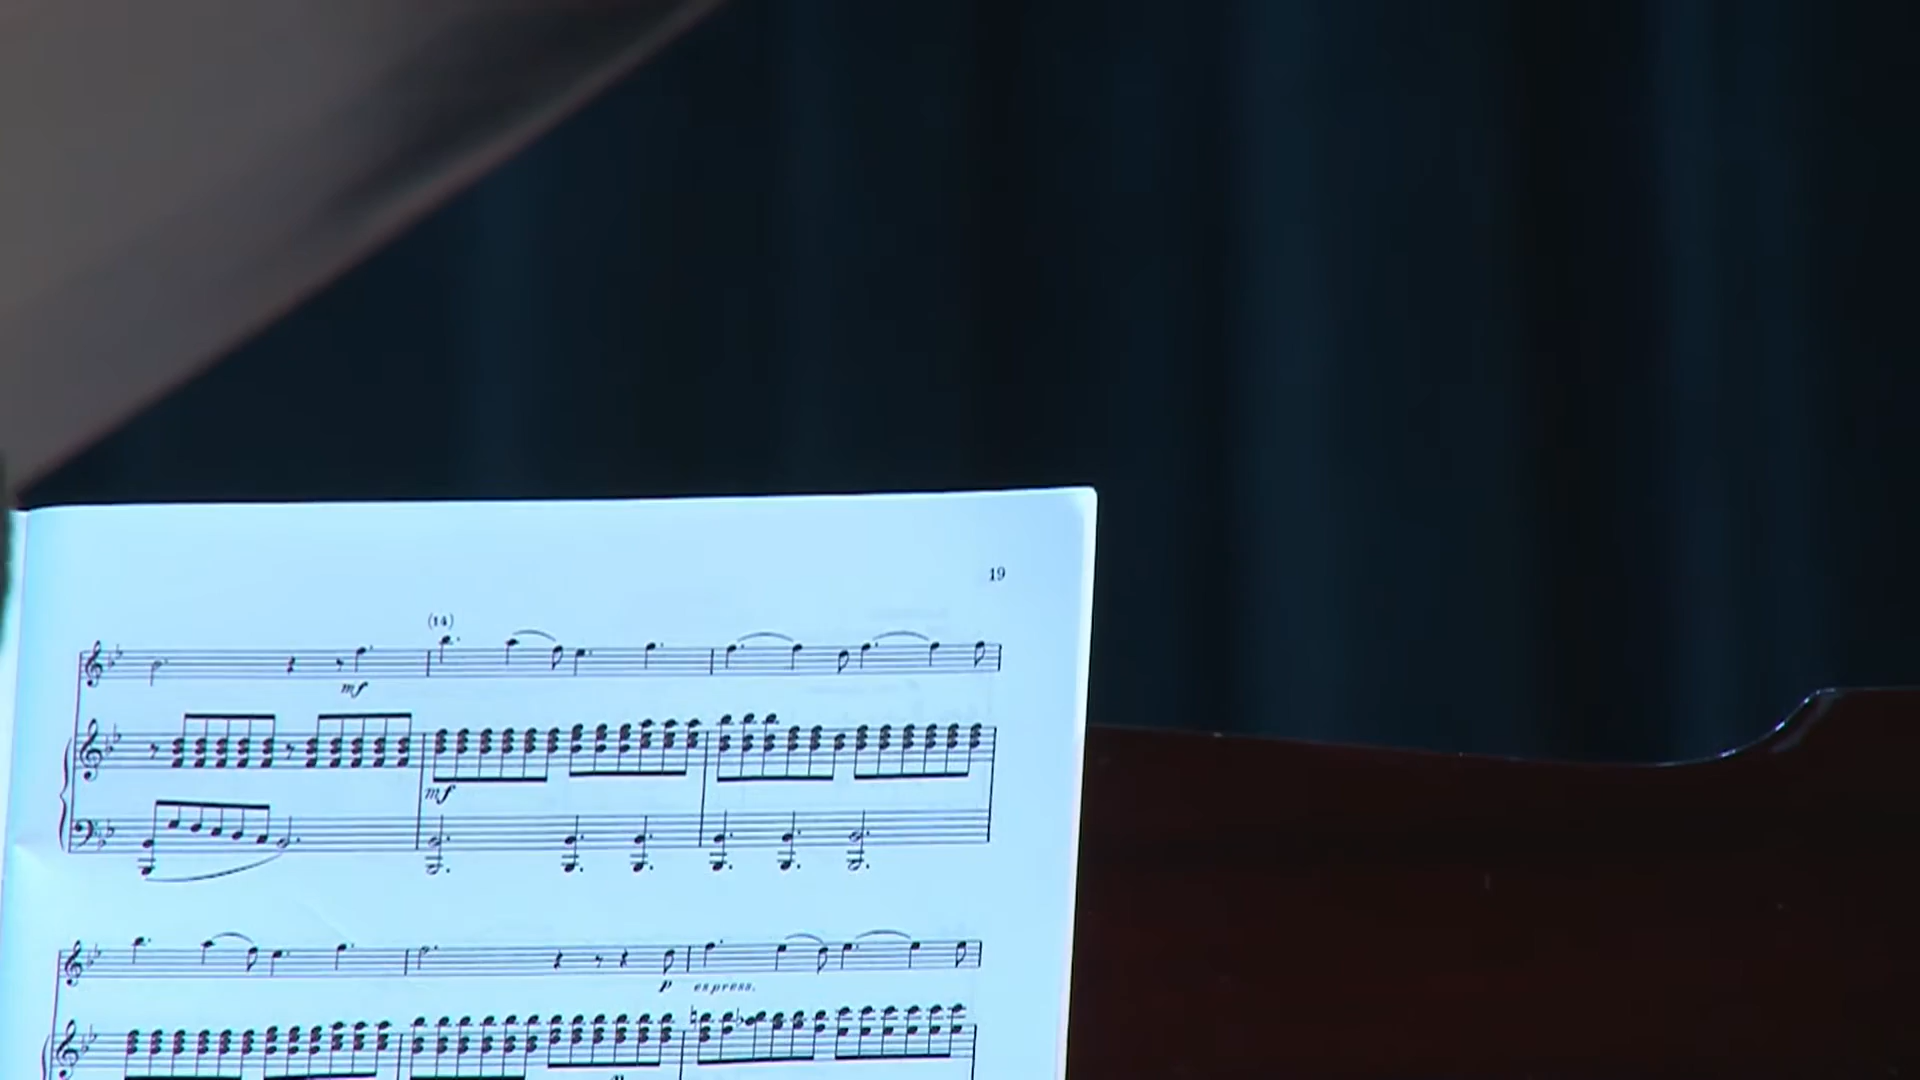 19
(14)
mf
mf
p espress.